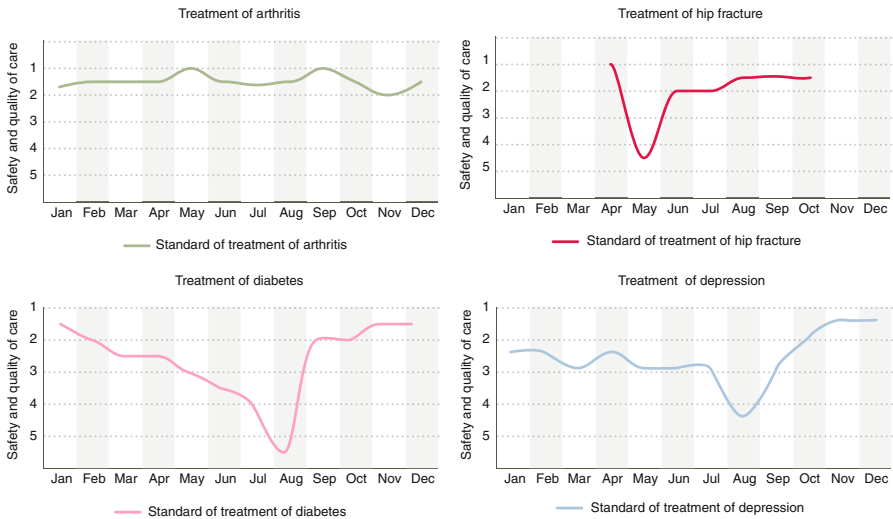 Treatment of arthritis
Safety and quality of care
1
2
3
4
5
Jan Feb Mar Apr May Jun Jul Aug Sep Oct Nov Dec
Standard of treatment of arthritis
Treatment of hip fracture
Safety and quality of care
1
2
3
4
5
Jan Feb Mar Apr May Jun Jul Aug Sep Oct Nov Dec
Standard of treatment of hip fracture
Treatment of diabetes
Safety and quality of care
1
2
3
4
5
Jan Feb Mar Apr May Jun Jul Aug Sep Oct Nov Dec
Standard of treatment of diabetes
Treatment of depression
Safety and quality of care
1
2
3
4
5
Jan Feb Mar Apr May Jun Jul Aug Sep Oct Nov Dec
Standard of treatment of depression